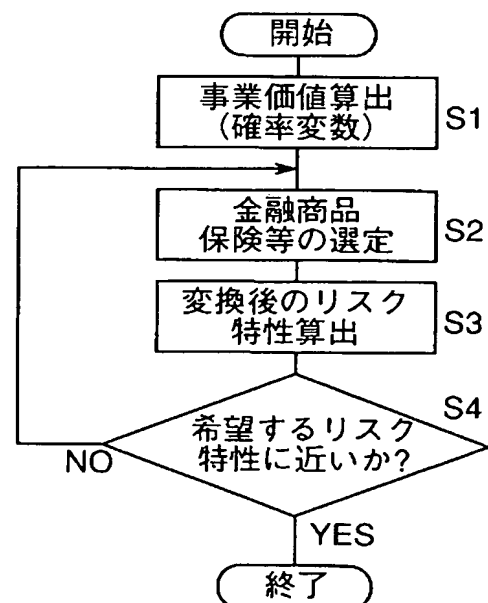 開始
事業価値算出
(確率変数)
S1
金融商品
保険等の選定
S2
変換後のリスク
特性算出
S3
S4
希望するリスク
特性に近いか?
NO
YES
終了